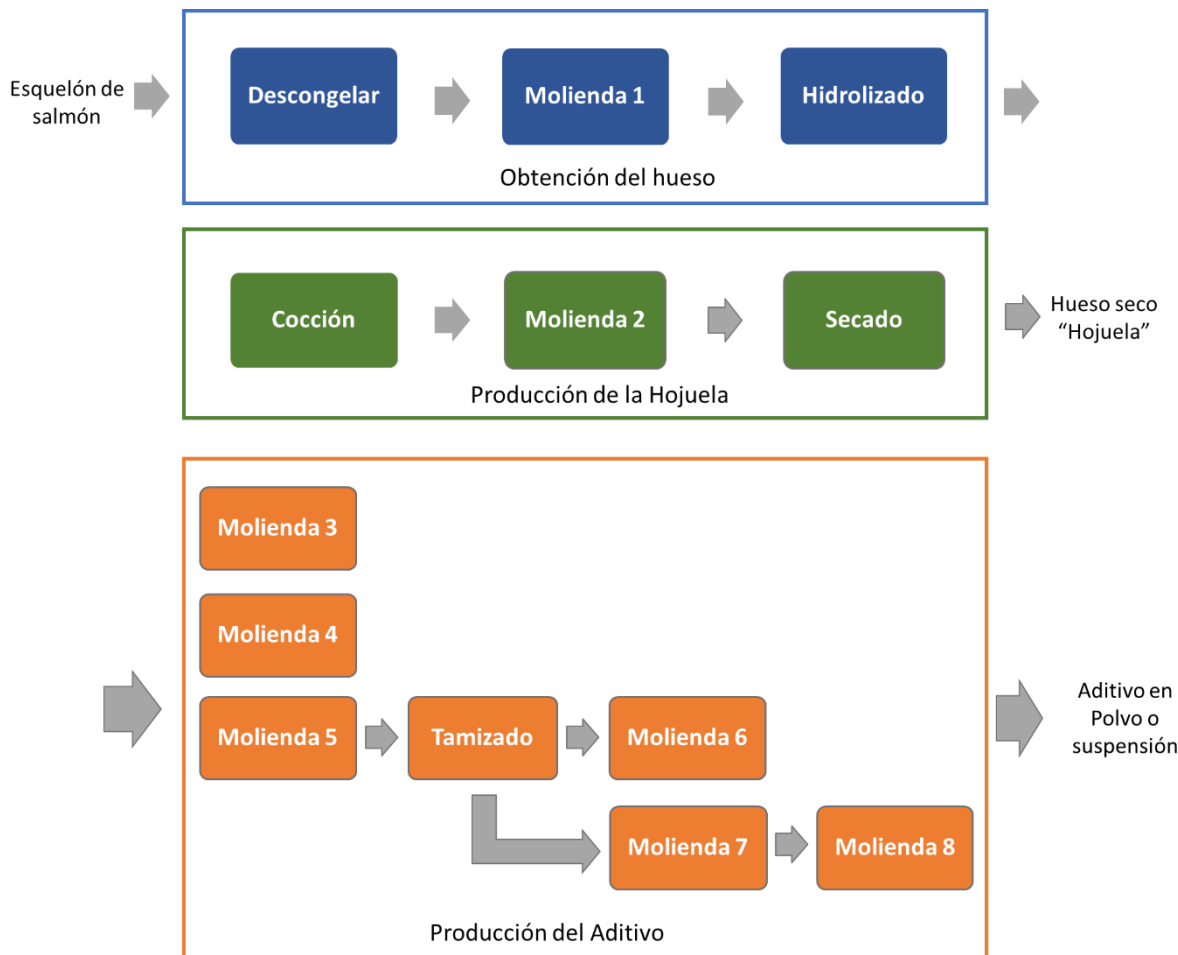 Esquelón de
salmón
Descongelar
Molienda 1
Hidrolizado
Obtención del hueso
Cocción
Molienda 2
Secado
Hueso seco
“Hojuela”
Producción de la Hojuela
Molienda 3
Molienda 4
Molienda 5
Tamizado
Molienda 6
Molienda 7
Molienda 8
Aditivo en
Polvo o
suspensión
Producción del Aditivo